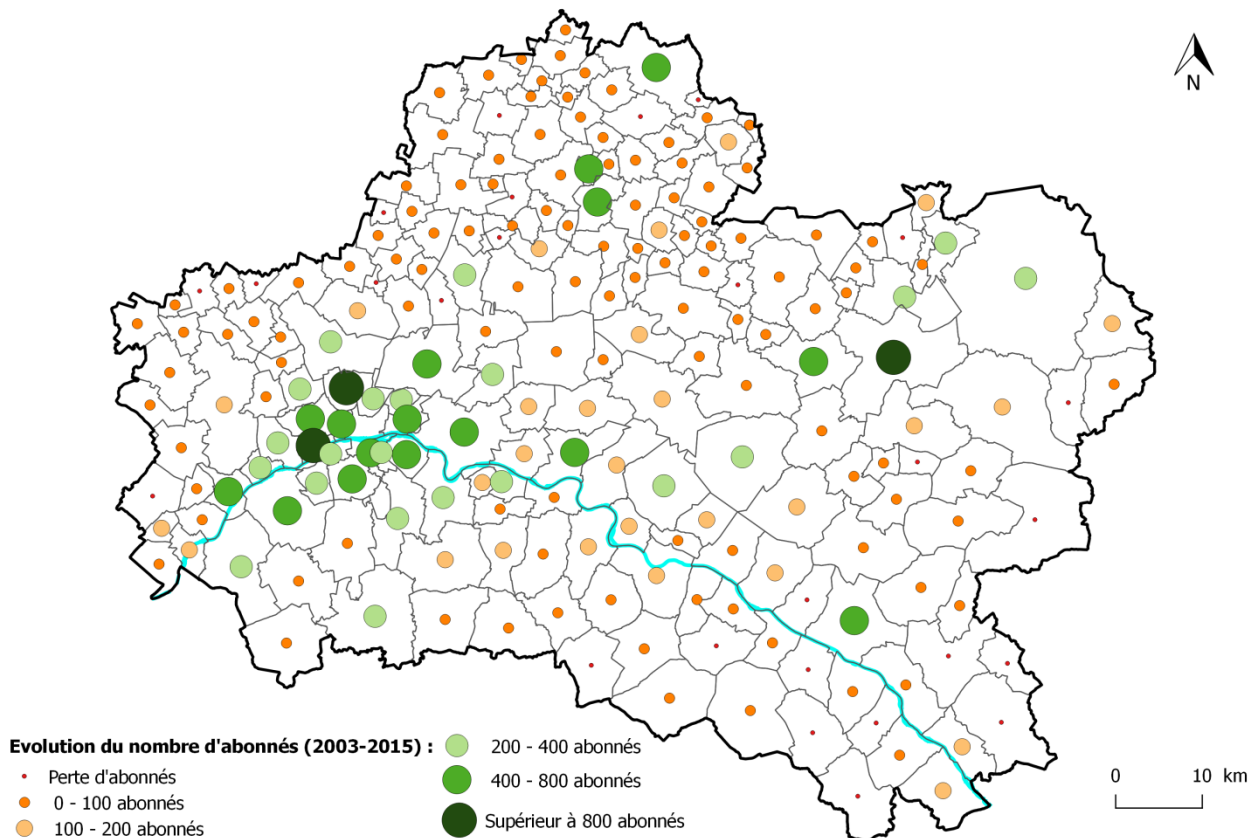 N
Evolution du nombre d'abonnés (2003-2015) :
Perte d'abonnés
0 - 100 abonnés
100 - 200 abonnés
200 - 400 abonnés
400 - 800 abonnés
Supérieur à 800 abonnés
0 10 km